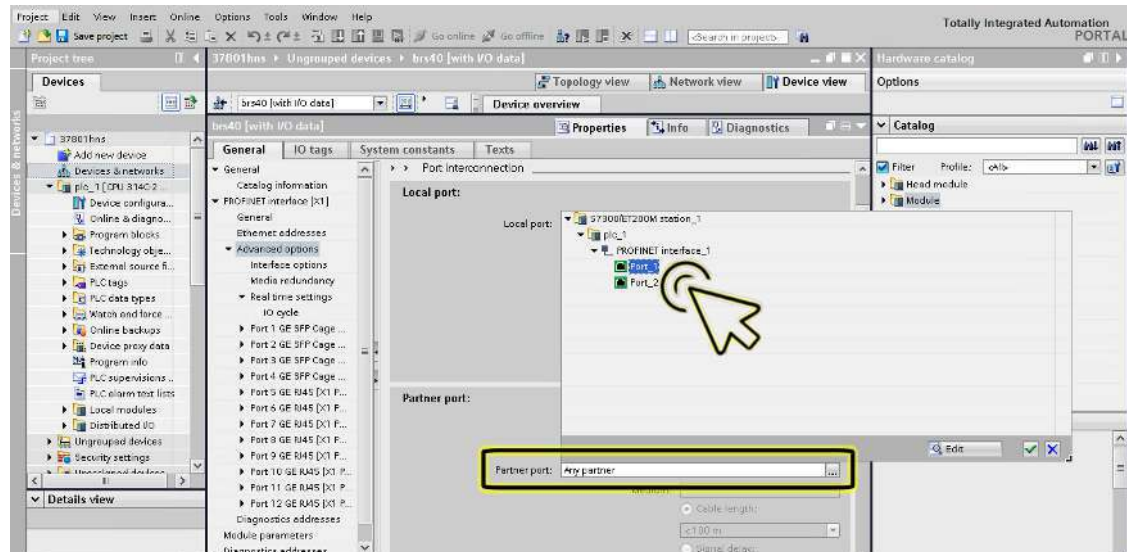 Project Edit View Insert Online Options Tools Window Help
Totally Integrated Automation
PORTAL
Save project
Go online
Go offline
<Search in project>
Project tree
37801hns Ungrouped devices brs40 [with I/O data]
Hardware catalog
Devices
Topology view
Network view
Device view
Options
brs40 [with I/O data]
Device overview
Devices & networks
brs40 [with I/O data]
Properties
Info
Diagnostics
Catalog
General
IO tags
System constants
Texts
Filter
Profile:
<All>
Head module
Module
37801hns
Add new device
Devices & networks
plc_1 [CPU 314C-2 ...
Device configura...
Online & diagno...
Program blocks
Technology obje...
External source fi...
PLC tags
PLC data types
Watch and force ...
Online backups
Device proxy data
Program info
PLC supervisions ...
PLC alarm text lists
Local modules
Distributed I/O
Ungrouped devices
Security settings
Details view
General
Catalog information
PROFINET interface [X1]
General
Ethernet addresses
Advanced options
Interface options
Media redundancy
Real time settings
IO cycle
Port 1 GE SFP Cage ...
Port 2 GE SFP Cage ...
Port 3 GE SFP Cage ...
Port 4 GE SFP Cage ...
Port 5 GE RJ45 [X1 P...
Port 6 GE RJ45 [X1 P...
Port 7 GE RJ45 [X1 P...
Port 8 GE RJ45 [X1 P...
Port 9 GE RJ45 [X1 P...
Port 10 GE RJ45 [X1 P...
Port 11 GE RJ45 [X1 P...
Port 12 GE RJ45 [X1 P...
Diagnostics addresses
Module parameters
Diagnostics addresses
> > Port interconnection
Local port:
Local port:
S7300/ET200M station_1
plc_1
PROFINET interface_1
Port_1
Port_2
Edit
Partner port:
Partner port:
Any partner
...
Cable length:
<100 m
Signal delay: